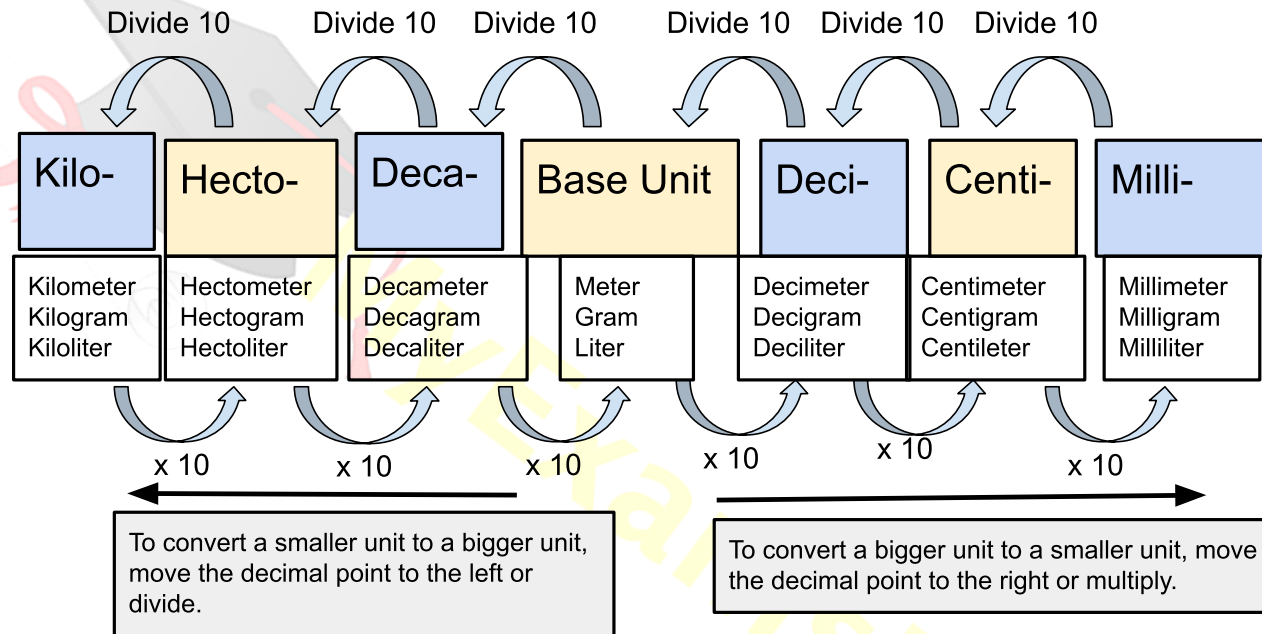 Divide 10 Divide 10 Divide 10 Divide 10 Divide 10 Divide 10
Kilo- Hecto- Deca- Base Unit Deci- Centi- Milli-
Kilometer Hectometer Decameter Meter Decimeter Centimeter Millimeter
Kilogram Hectogram Decagram Gram Decigram Centigram Milligram
Kiloliter Hectoliter Decaliter Liter Deciliter Centileter Milliliter
x 10 x 10 x 10 x 10 x 10 x 10
To convert a smaller unit to a bigger unit,
move the decimal point to the left or
divide.
To convert a bigger unit to a smaller unit, move
the decimal point to the right or multiply.